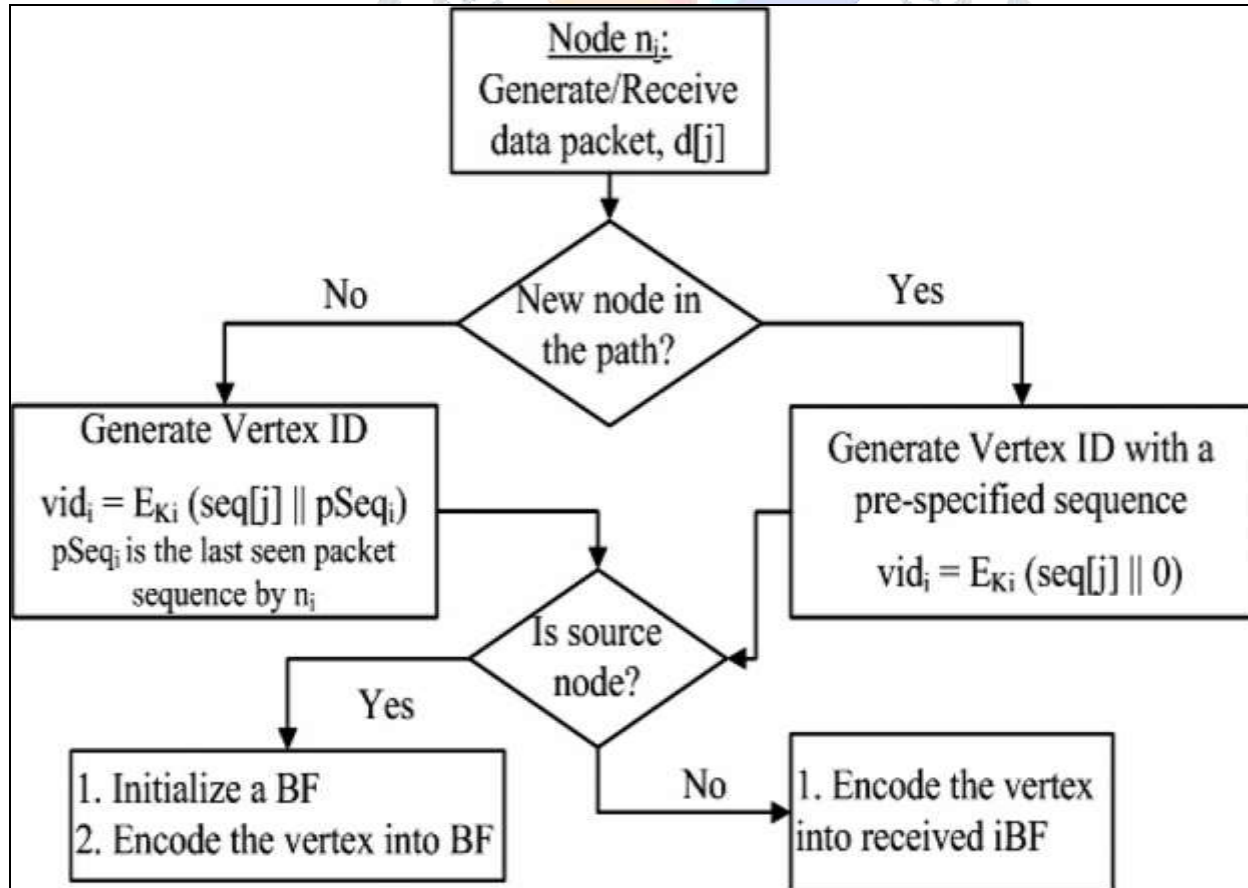 Node nᵢ:
Generate/Receive
data packet, d[j]
No
Yes
New node in
the path?
Generate Vertex ID
vidᵢ = E_Ki (seq[j] || pSeqᵢ)
pSeqᵢ is the last seen packet
sequence by nᵢ
Generate Vertex ID with a
pre-specified sequence
vidᵢ = E_Ki (seq[j] || 0)
Is source
node?
Yes
No
1. Initialize a BF
2. Encode the vertex into BF
1. Encode the vertex
into received iBF